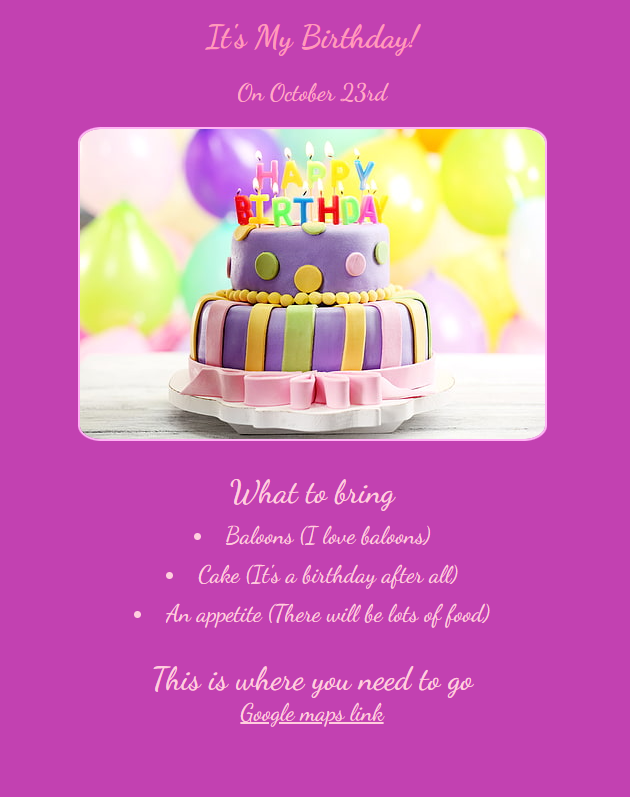 It's My Birthday!
On October 23rd
HAPPY
BIRTHDAY
What to bring
Baloons (I love baloons)
Cake (It's a birthday after all)
An appetite (There will be lots of food)
This is where you need to go
Google maps link